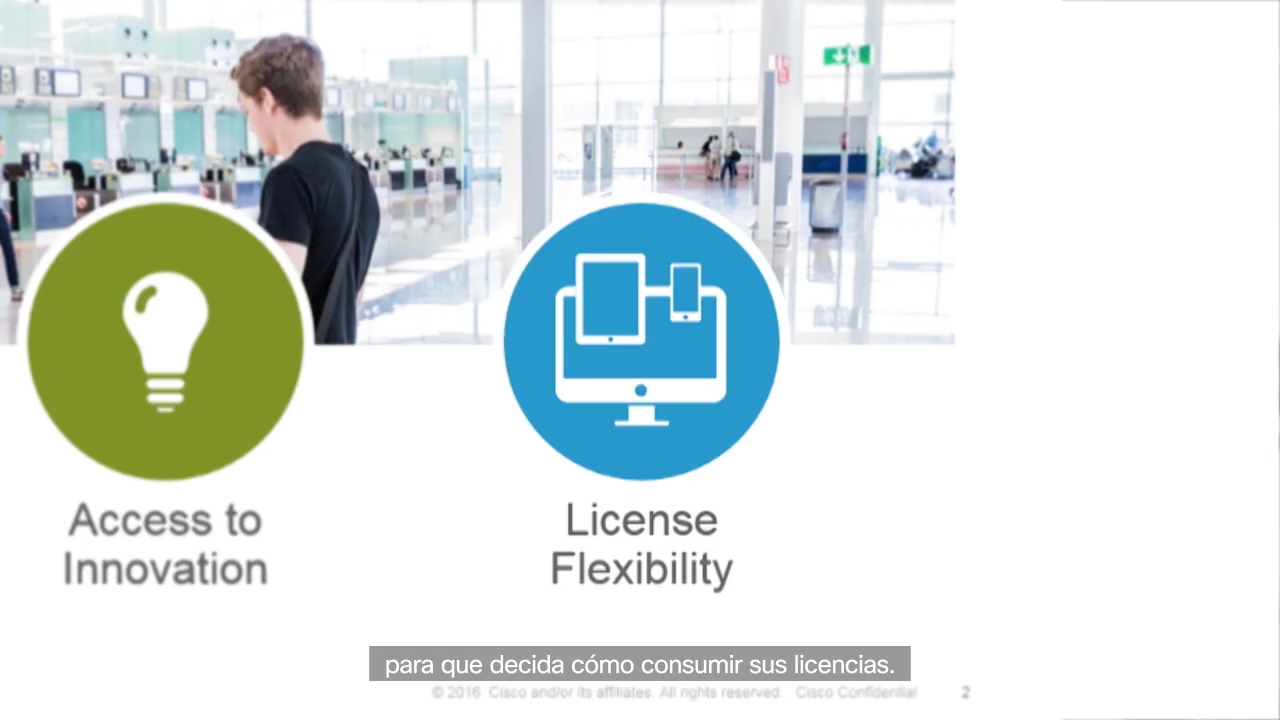 Access to
Innovation
License
Flexibility
para que decida cómo consumir sus licencias.
© 2016 Cisco and/or its affiliates. All rights reserved. Cisco Confidential 2